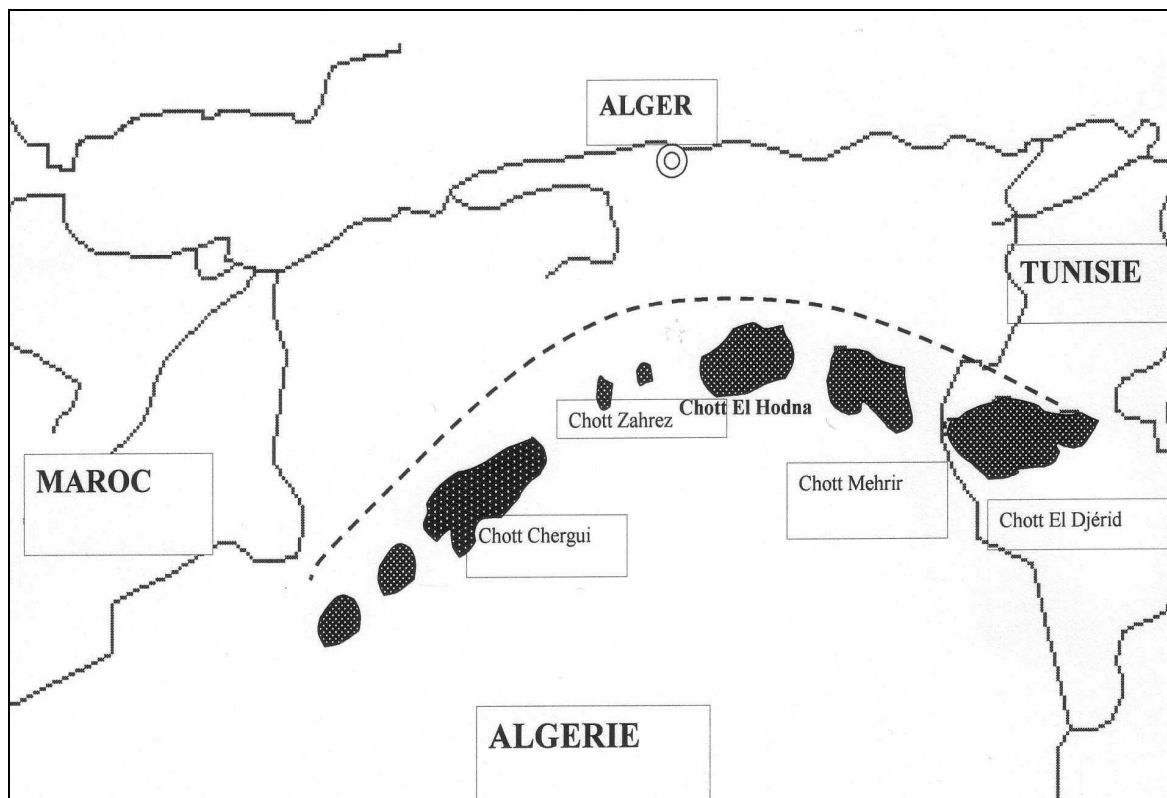 ALGER
TUNISIE
Chott Zahrez
Chott El Hodna
MAROC
Chott Mehrir
Chott El Djérid
Chott Chergui
ALGERIE